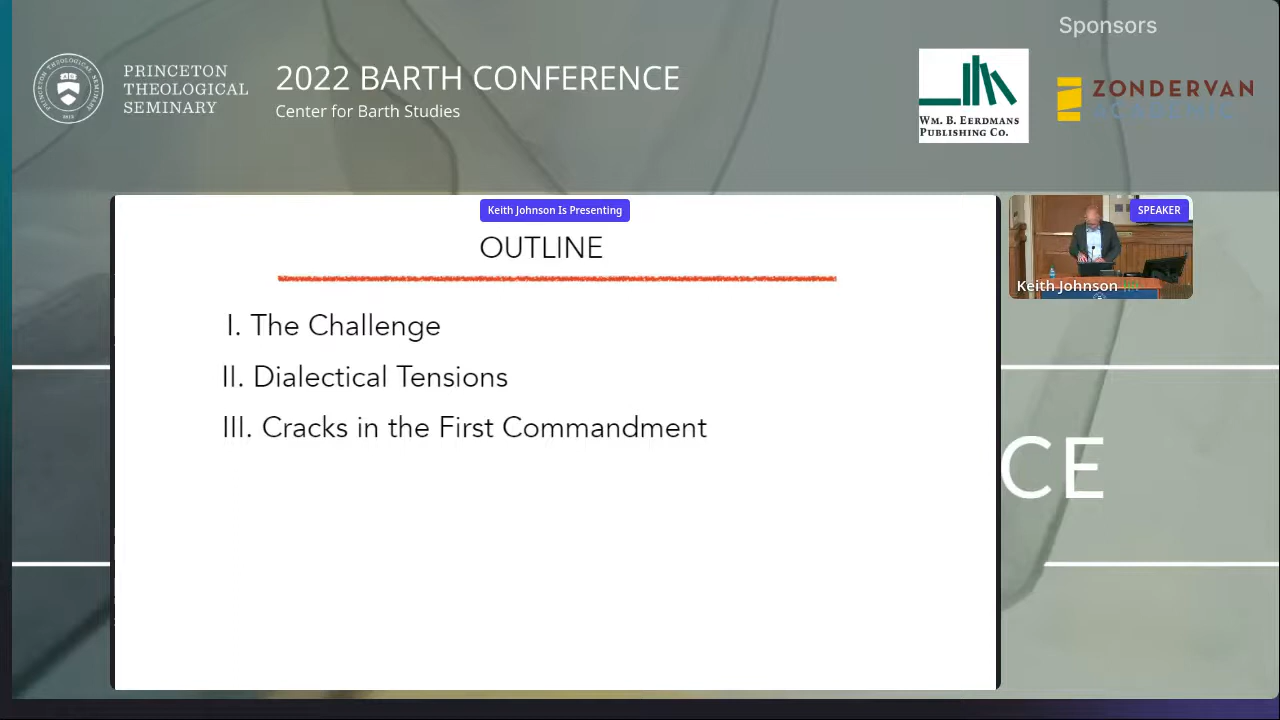 Sponsors
PRINCETON
THEOLOGICAL
SEMINARY
2022 BARTH CONFERENCE
Center for Barth Studies
WM. B. EERDMANS
PUBLISHING CO.
ZONDERVAN
ACADEMIC
Keith Johnson Is Presenting
SPEAKER
Keith Johnson
OUTLINE
I. The Challenge
II. Dialectical Tensions
III. Cracks in the First Commandment
CE